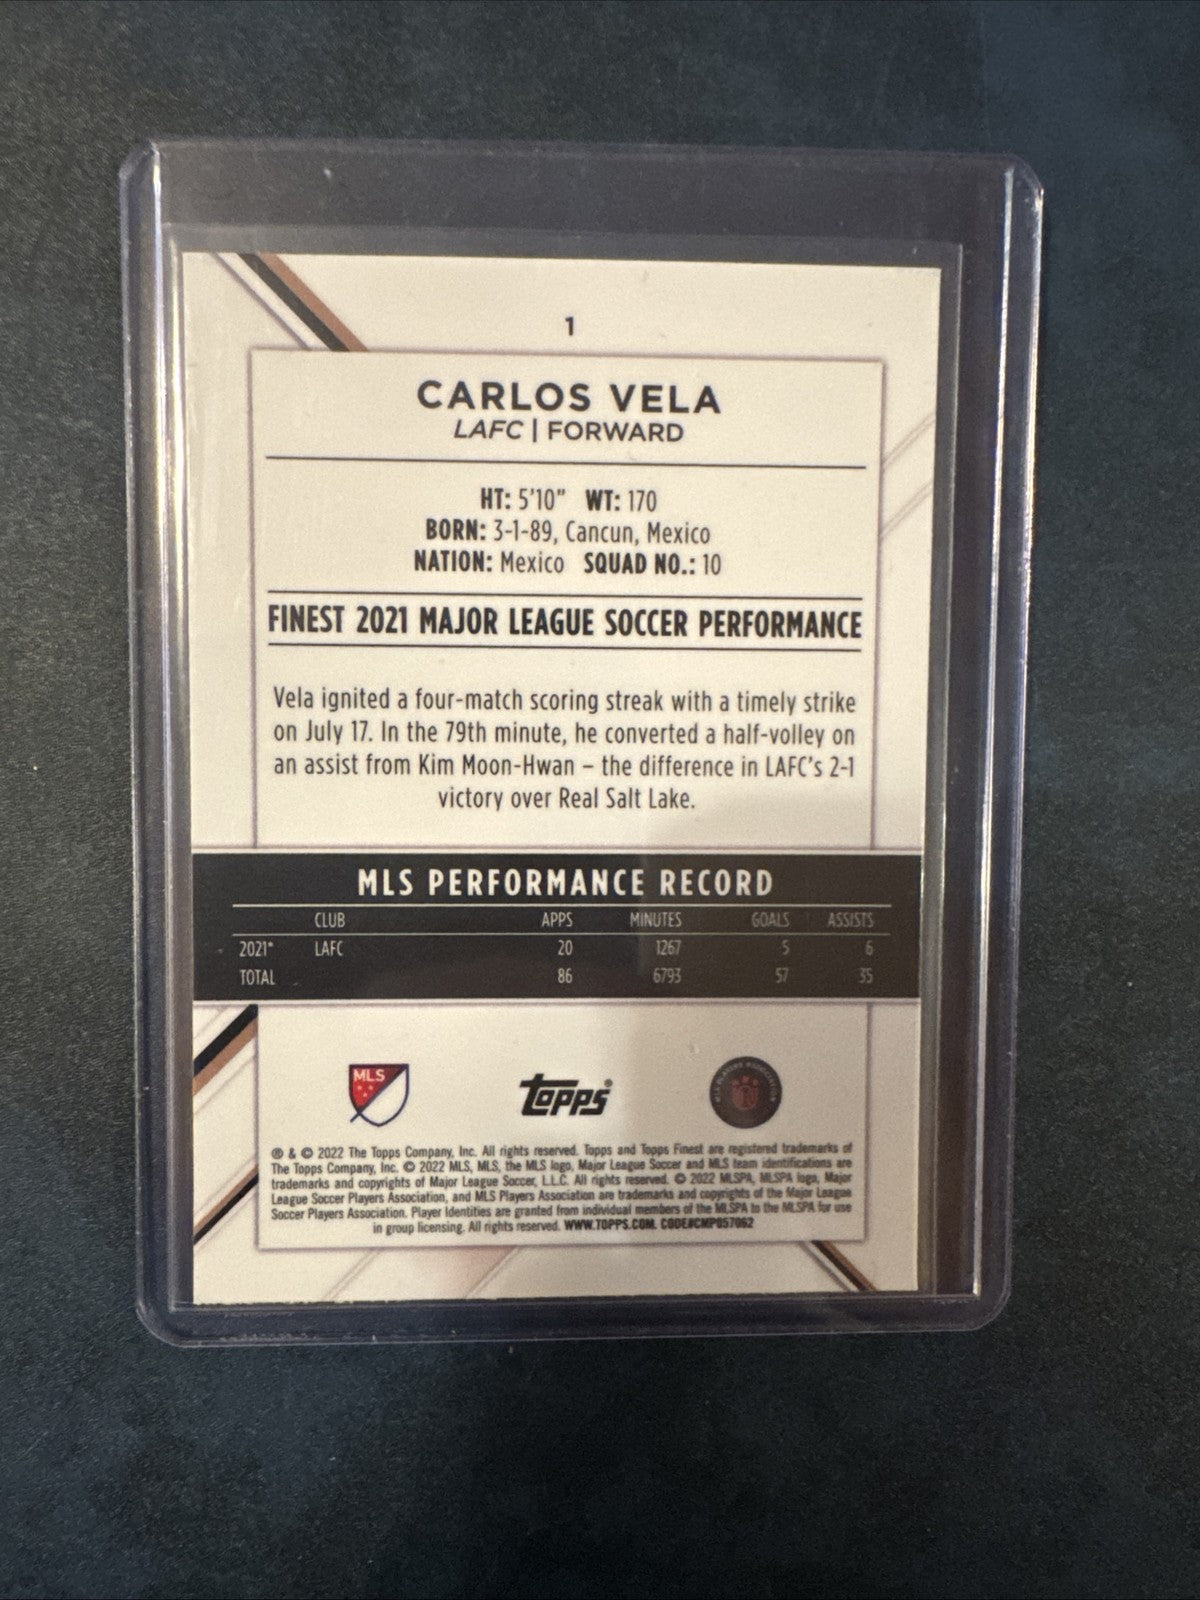 1
CARLOS VELA
LAFC | FORWARD
HT: 5'10" WT: 170
BORN: 3-1-89, Cancun, Mexico
NATION: Mexico SQUAD NO.: 10
FINEST 2021 MAJOR LEAGUE SOCCER PERFORMANCE
Vela ignited a four-match scoring streak with a timely strike
on July 17. In the 79th minute, he converted a half-volley on
an assist from Kim Moon-Hwan – the difference in LAFC's 2-1
victory over Real Salt Lake.
MLS PERFORMANCE RECORD
CLUB APPS MINUTES GOALS ASSISTS
2021* LAFC 20 1267 5 6
TOTAL 86 6793 57 35
MLS
Topps®
MLS PLAYERS ASSOCIATION
® & © 2022 The Topps Company, Inc. All rights reserved. Topps and Topps Finest are registered trademarks of
The Topps Company, Inc. © 2022 MLS, MLS, the MLS logo, Major League Soccer and MLS team identifications are
trademarks and copyrights of Major League Soccer, L.L.C. All rights reserved. © 2022 MLSPA, MLSPA logo, Major
League Soccer Players Association, and MLS Players Association are trademarks and copyrights of the Major League
Soccer Players Association. Player Identities are granted from individual members of the MLSPA to the MLSPA for use
in group licensing. All rights reserved. WWW.TOPPS.COM. CODE#CMP057062